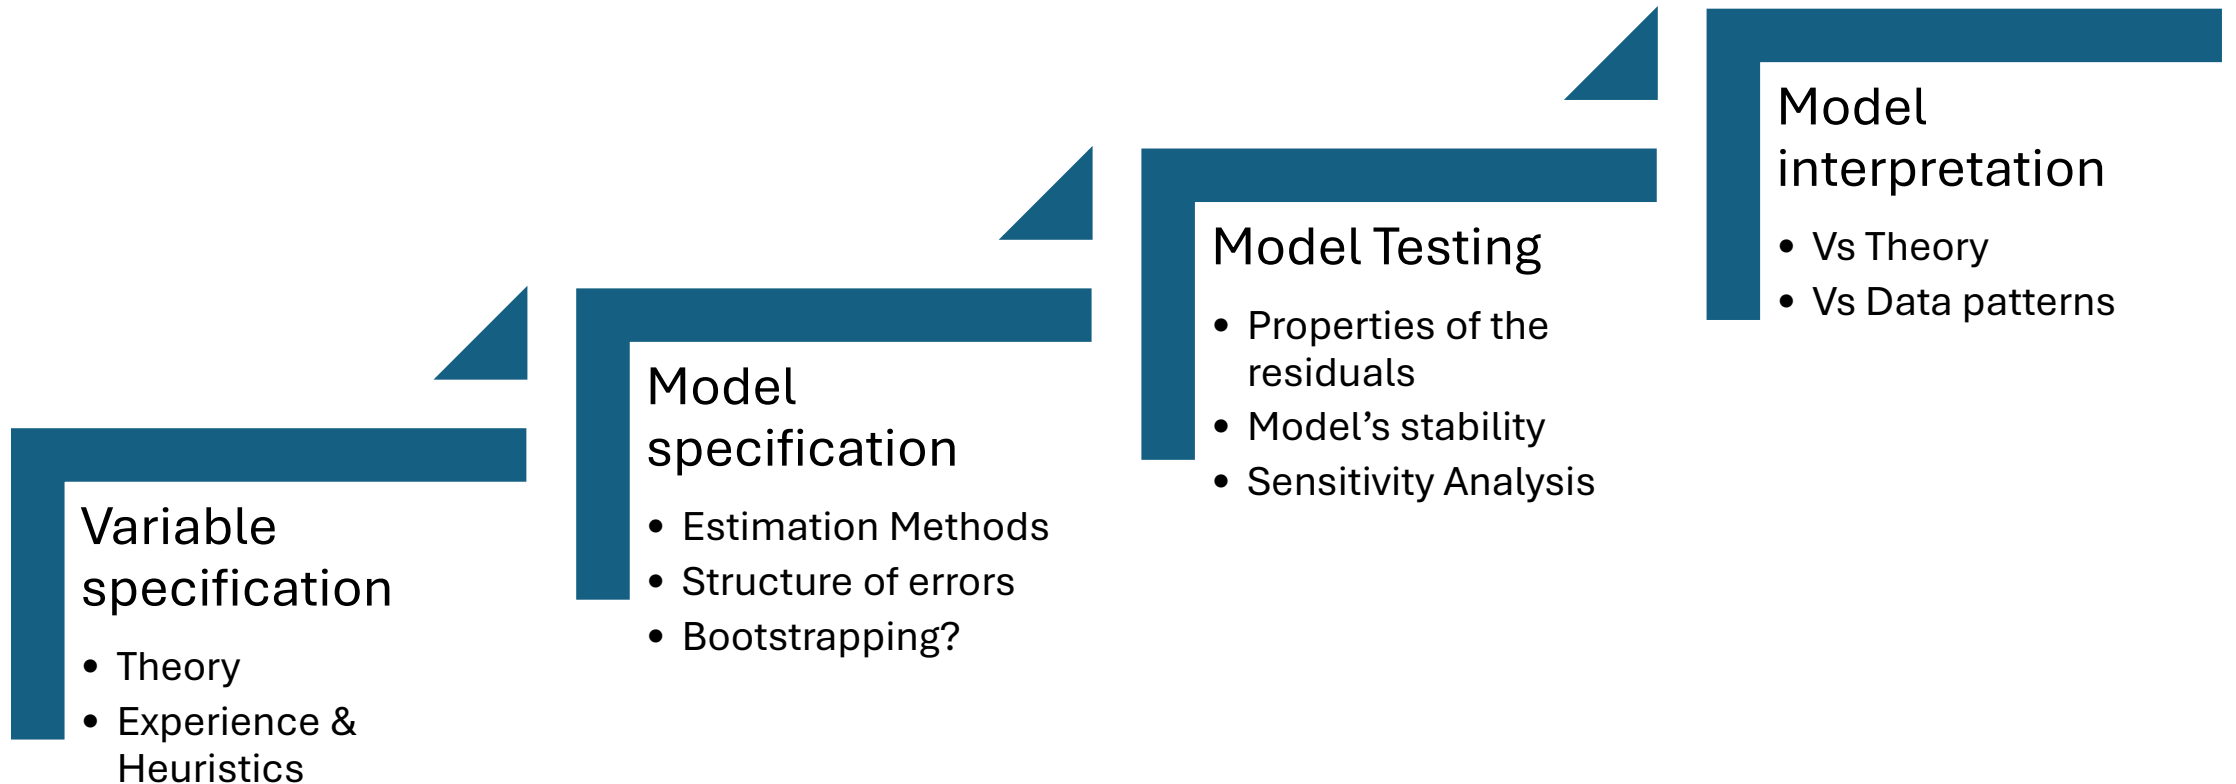 Variable
specification
• Theory
• Experience &
Heuristics
Model
specification
• Estimation Methods
• Structure of errors
• Bootstrapping?
Model Testing
• Properties of the
residuals
• Model’s stability
• Sensitivity Analysis
Model
interpretation
• Vs Theory
• Vs Data patterns